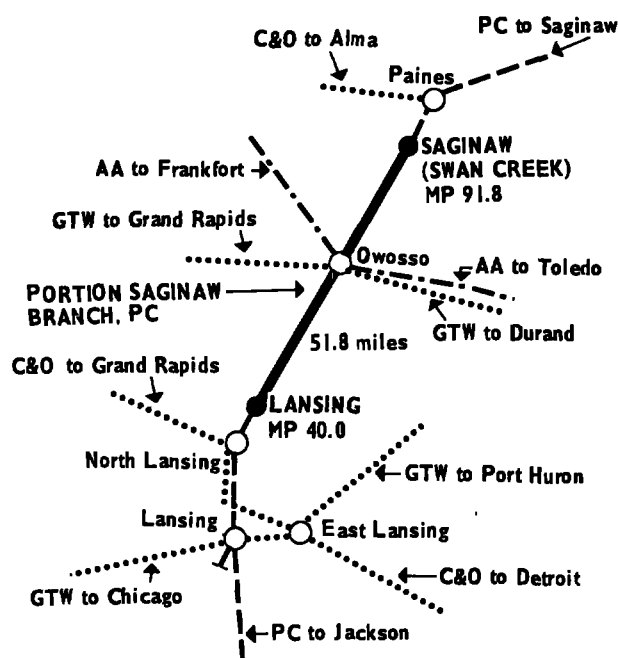 C&O to Alma
PC to Saginaw
Paines
SAGINAW
(SWAN CREEK)
MP 91.8
AA to Frankfort
GTW to Grand Rapids
Owosso
AA to Toledo
PORTION SAGINAW
BRANCH, PC
GTW to Durand
51.8 miles
C&O to Grand Rapids
LANSING
MP 40.0
North Lansing
GTW to Port Huron
Lansing
East Lansing
C&O to Detroit
GTW to Chicago
PC to Jackson